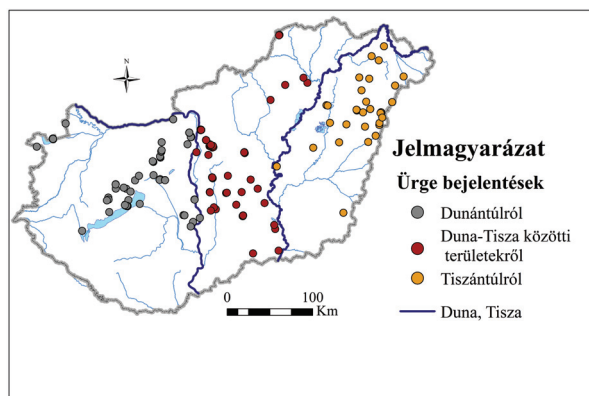 N
Jelmagyarázat
Ürge bejelentések
Dunántúlról
Duna-Tisza közötti
területekről
Tiszántúlról
Duna, Tisza
0 100
Km